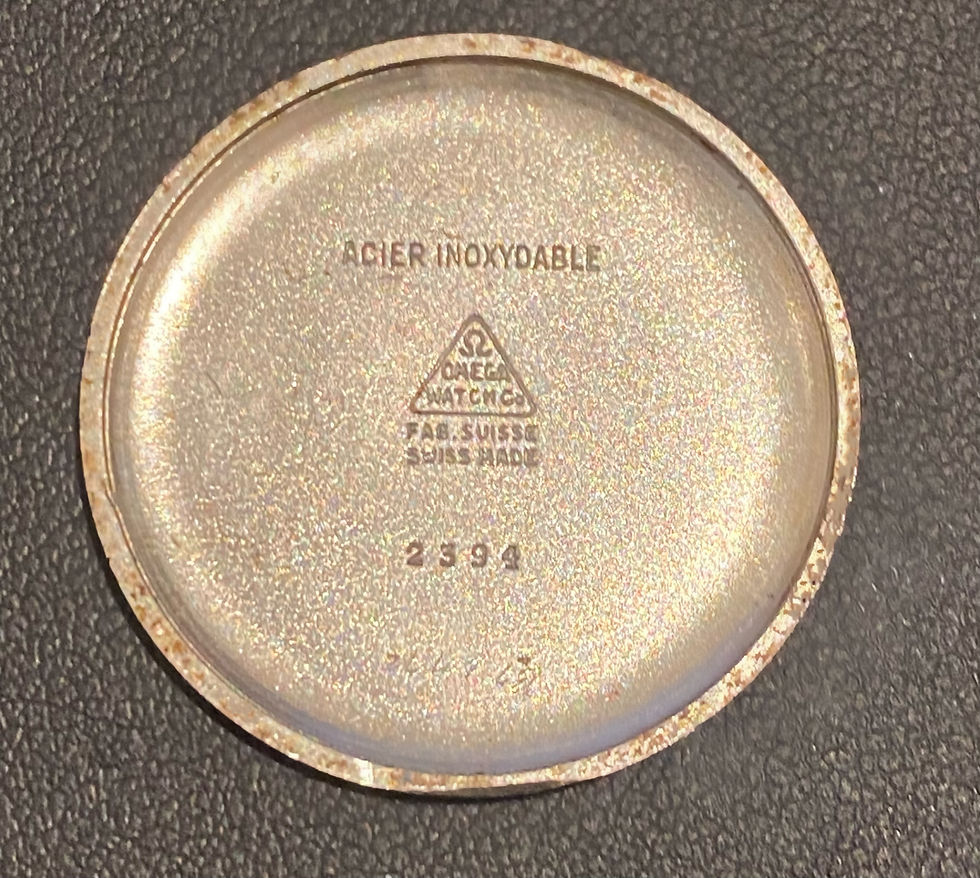 ACIER INOXYDABLE
Ω
OMEGA
WATCH Co
FAB. SUISSE
SWISS MADE
2394